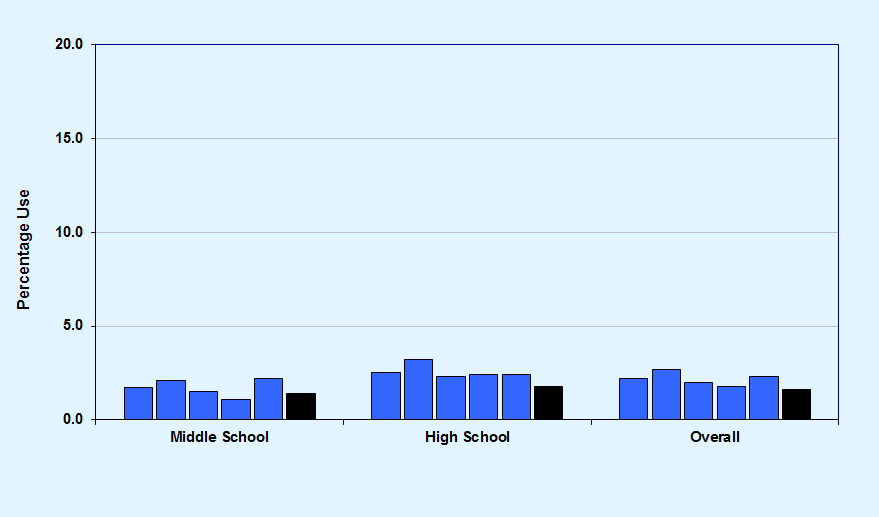 20.0
15.0
10.0
5.0
0.0
Percentage Use
Middle School
High School
Overall